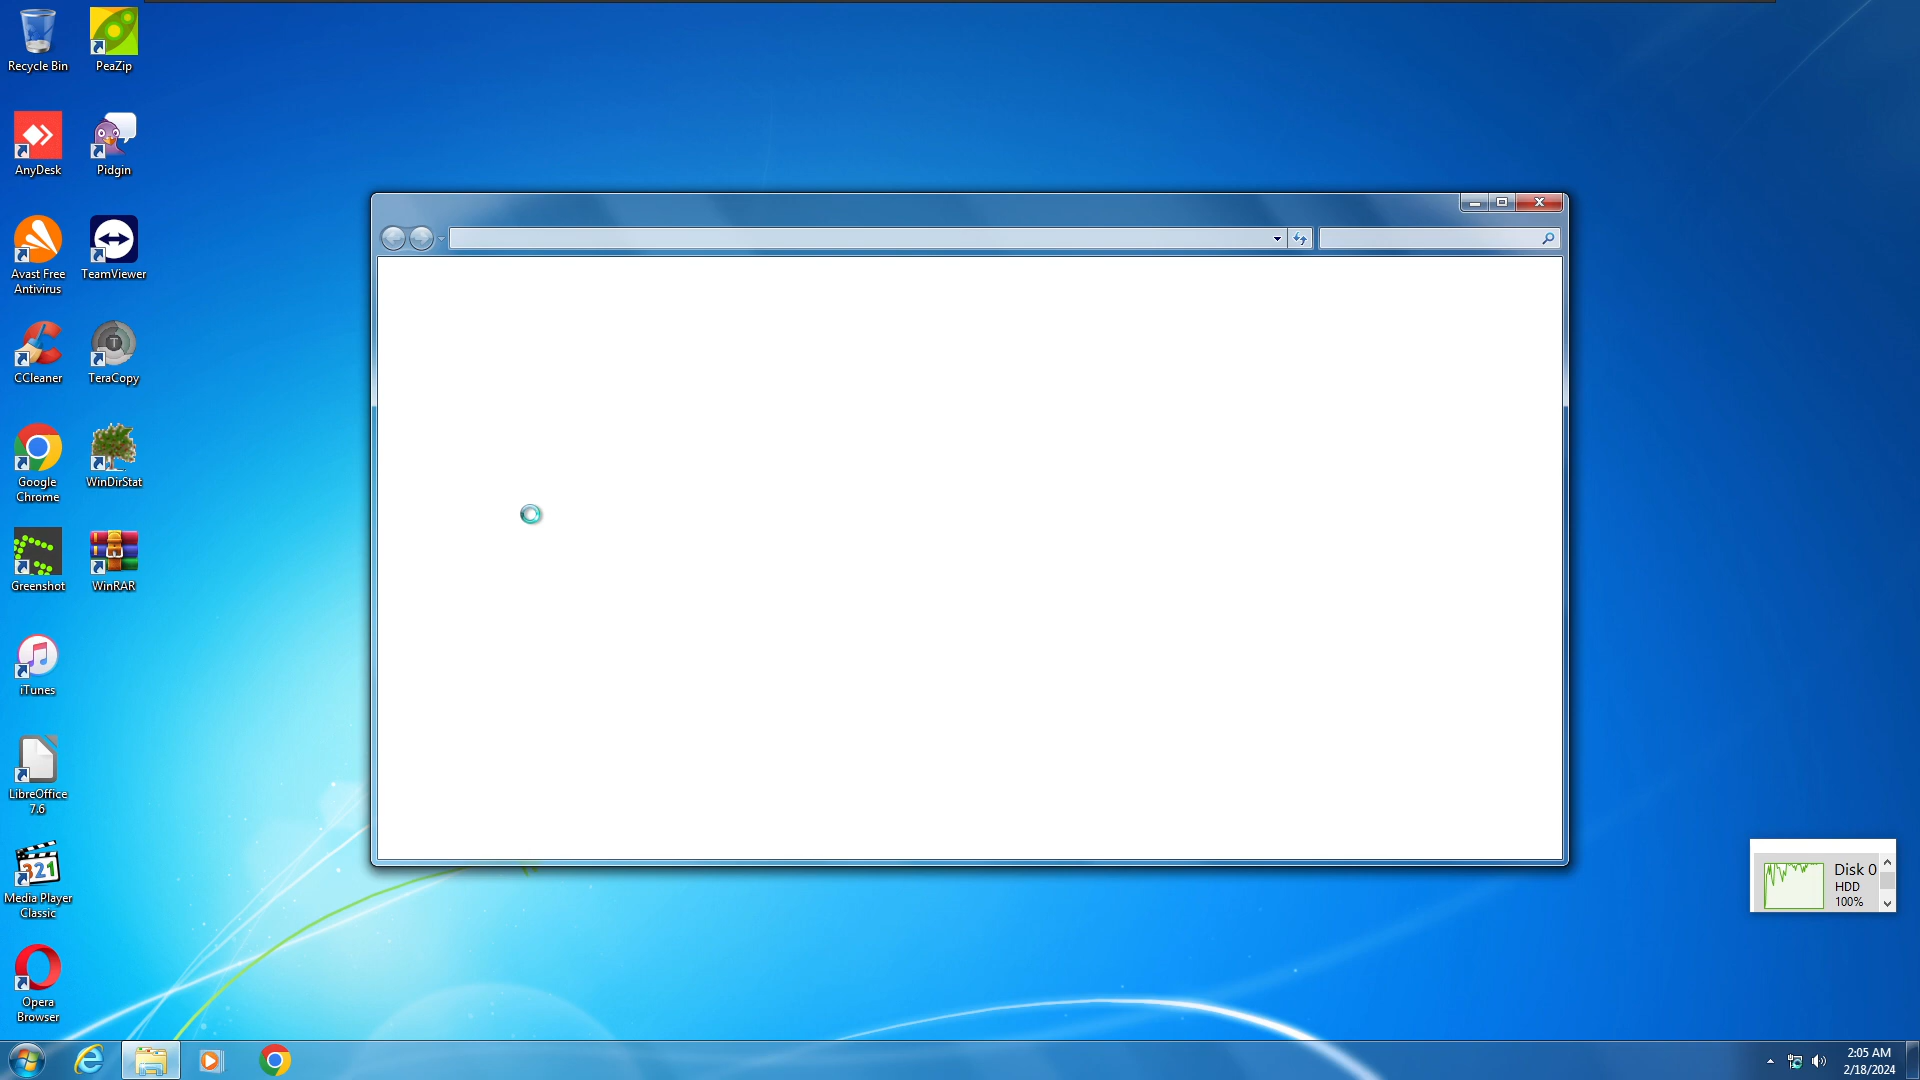 Recycle Bin
PeaZip
AnyDesk
Pidgin
Avast Free
Antivirus
TeamViewer
CCleaner
T
TeraCopy
Google
Chrome
WinDirStat
Greenshot
WinRAR
iTunes
LibreOffice
7.6
321
Media Player
Classic
Opera
Browser
Disk 0
HDD
100%
2:05 AM
2/18/2024